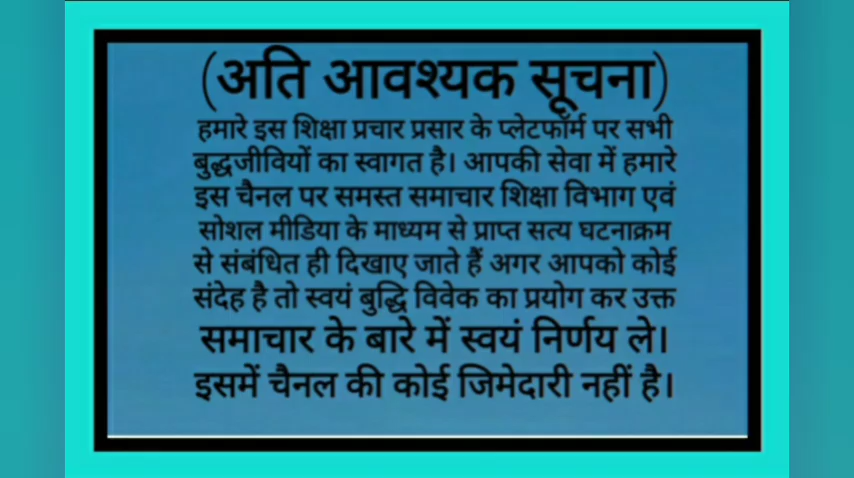 (अति आवश्यक सूचना)
हमारे इस शिक्षा प्रचार प्रसार के प्लेटफॉर्म पर सभी
बुद्धजीवियों का स्वागत है। आपकी सेवा में हमारे
इस चैनल पर समस्त समाचार शिक्षा विभाग एवं
सोशल मीडिया के माध्यम से प्राप्त सत्य घटनाक्रम
से संबंधित ही दिखाए जाते हैं अगर आपको कोई
संदेह है तो स्वयं बुद्धि विवेक का प्रयोग कर उक्त
समाचार के बारे में स्वयं निर्णय ले।
इसमें चैनल की कोई जिमेदारी नहीं है।